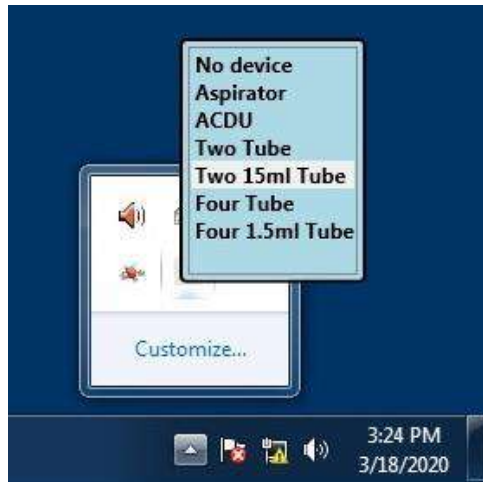 No device
Aspirator
ACDU
Two Tube
Two 15ml Tube
Four Tube
Four 1.5ml Tube
Customize...
3:24 PM
3/18/2020